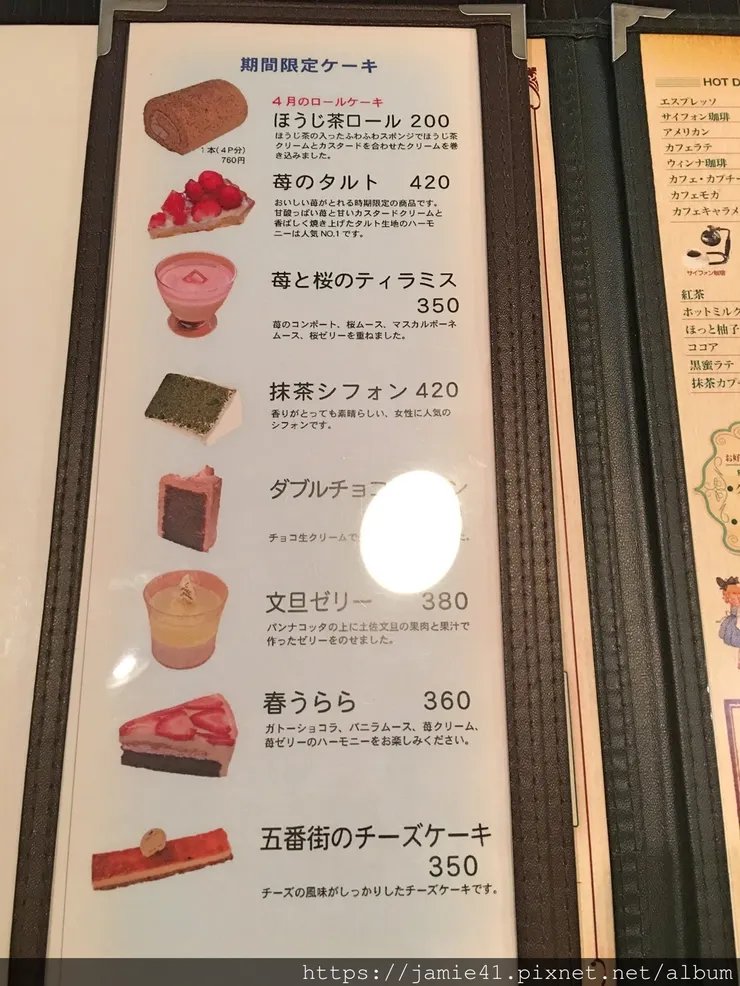 期間限定ケーキ
4月のロールケーキ
ほうじ茶ロール 200
ほうじ茶の入ったふわふわスポンジでほうじ茶
クリームとカスタードを合わせたクリームを巻
き込みました。
1本(4P分)
760円
苺のタルト 420
おいしい苺がとれる時期限定の商品です。
甘酸っぱい苺と甘いカスタードクリームと
香ばしく焼き上げたタルト生地のハーモ
ニーは人気NO.1です。
苺と桜のティラミス
350
苺のコンポート、桜ムース、マスカルポーネ
ムース、桜ゼリーを重ねました。
抹茶シフォン 420
香りがとっても素晴らしい、女性に人気の
シフォンです。
ダブルチョコ
チョコ生クリームで
文旦ゼリー 380
パンナコッタの上に土佐文旦の果肉と果汁で
作ったゼリーをのせました。
春うらら 360
ガトーショコラ、バニラムース、苺クリーム、
苺ゼリーのハーモニーをお楽しみください。
五番街のチーズケーキ
350
チーズの風味がしっかりしたチーズケーキです。
HOT D
エスプレッソ
サイフォン珈琲
アメリカン
カフェラテ
ウィンナ珈琲
カフェ・カプチー
カフェモカ
カフェキャラメ
サイフォン珈琲
紅茶
ホットミルク
ほっと柚子
ココア
黒蜜ラテ
抹茶カプ
お好
https://jamie41.pixnet.net/album